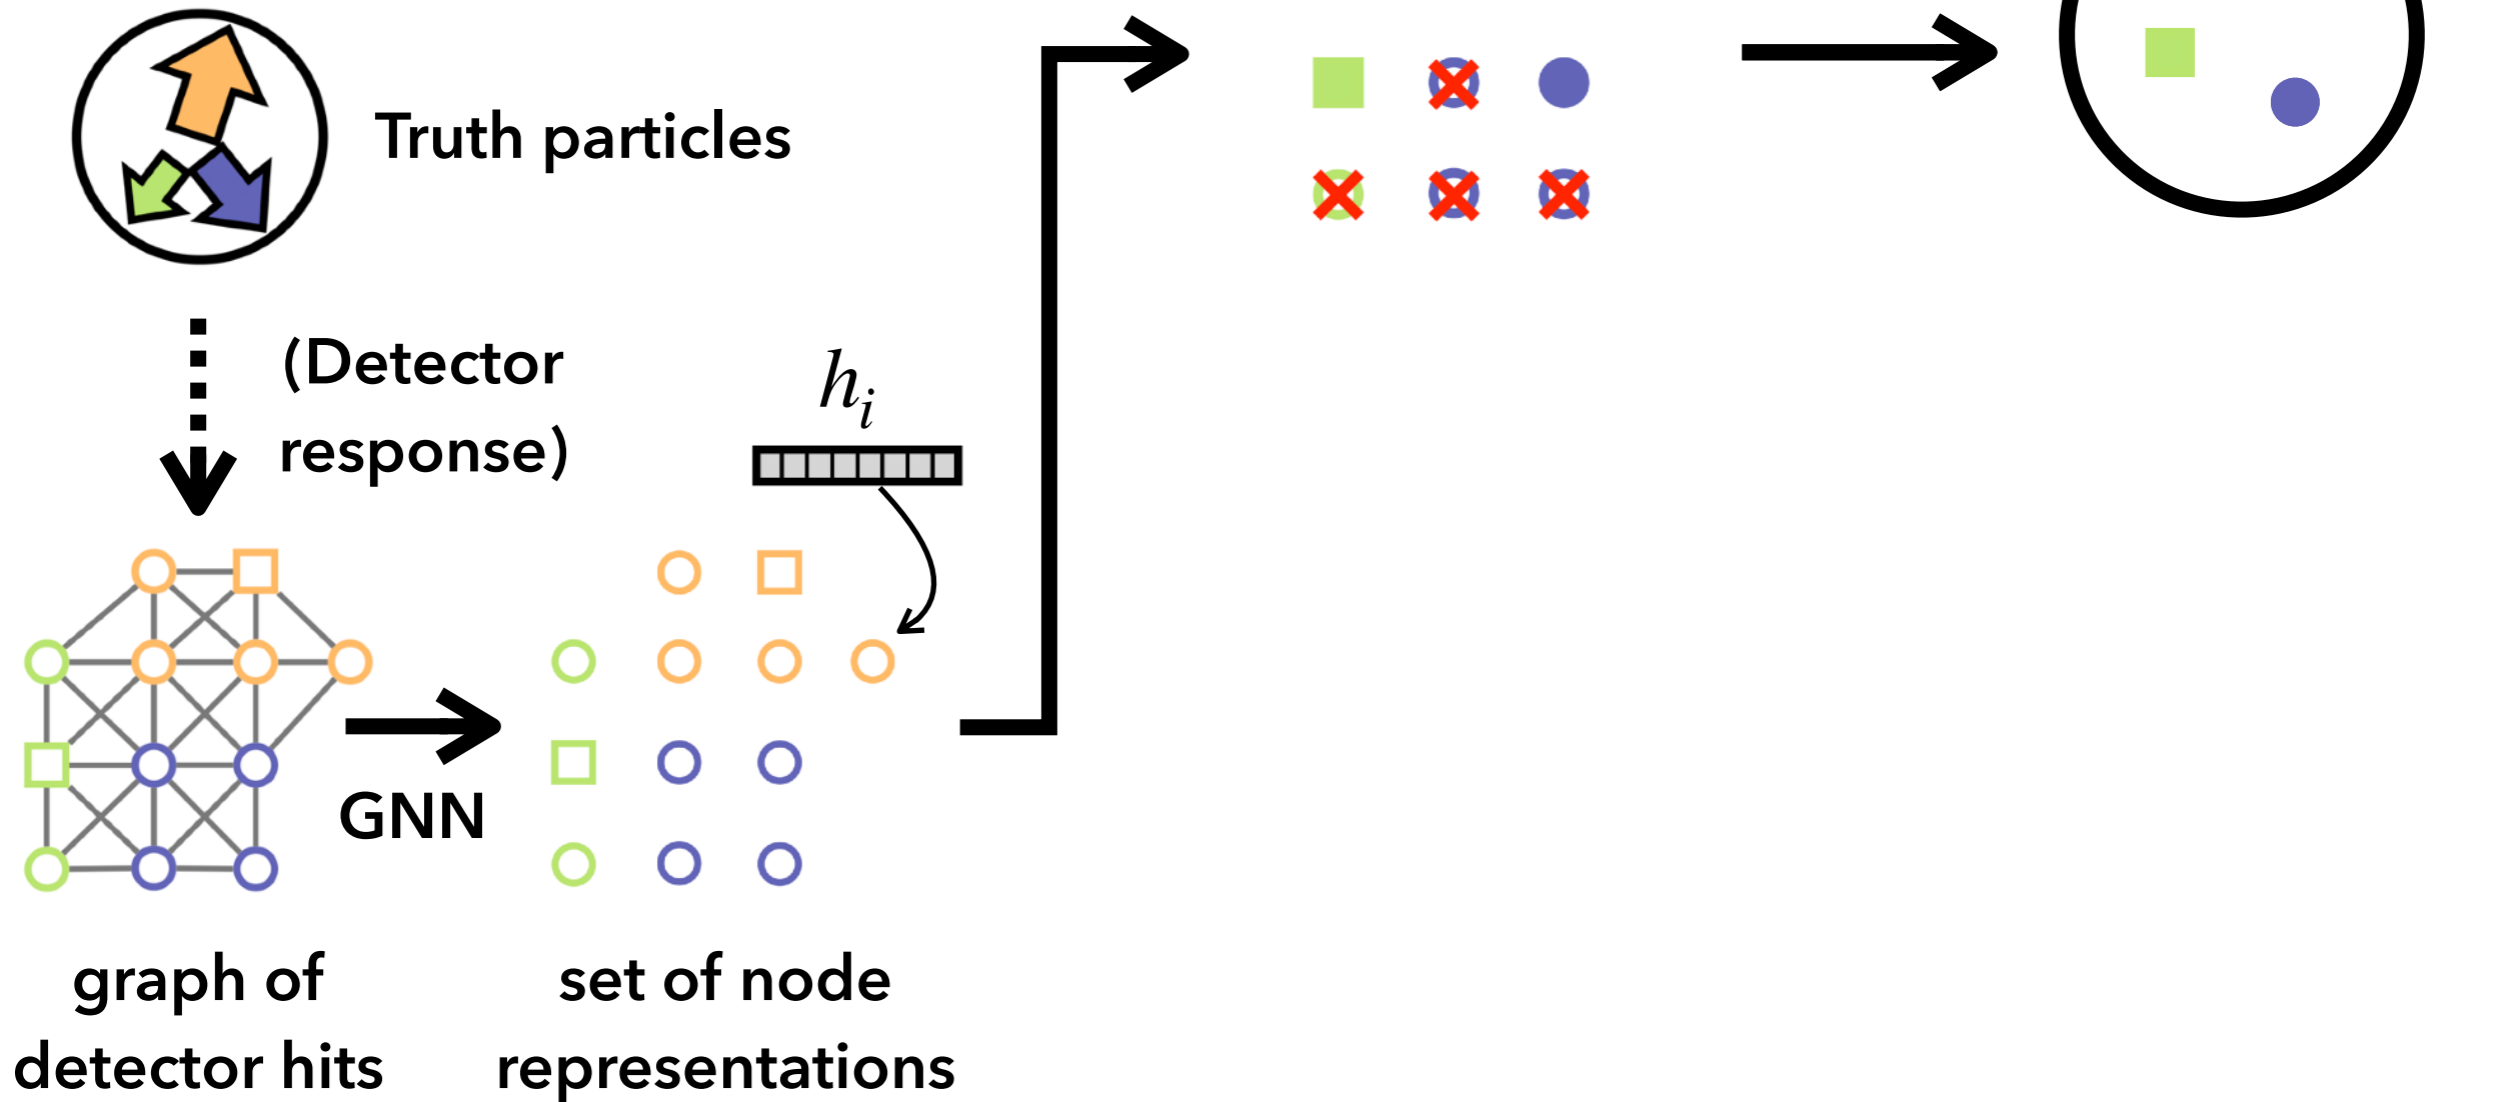 Truth particles
(Detector
response)
h_i
GNN
graph of
detector hits
set of node
representations